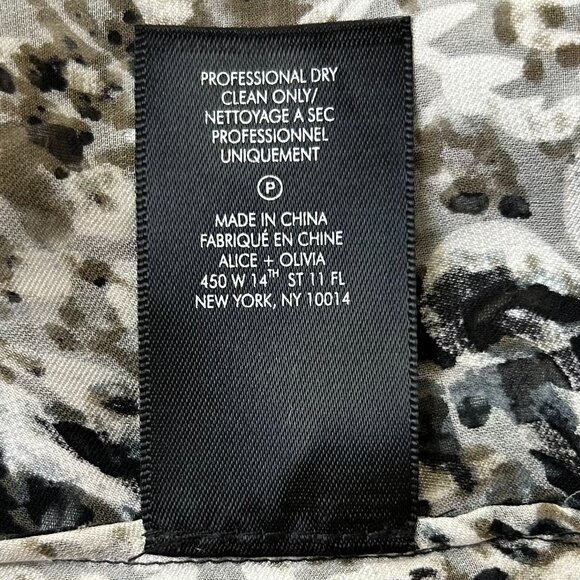 PROFESSIONAL DRY
CLEAN ONLY/
NETTOYAGE A SEC
PROFESSIONNEL
UNIQUEMENT
P
MADE IN CHINA
FABRIQUÉ EN CHINE
ALICE + OLIVIA
450 W 14TH ST 11 FL
NEW YORK, NY 10014